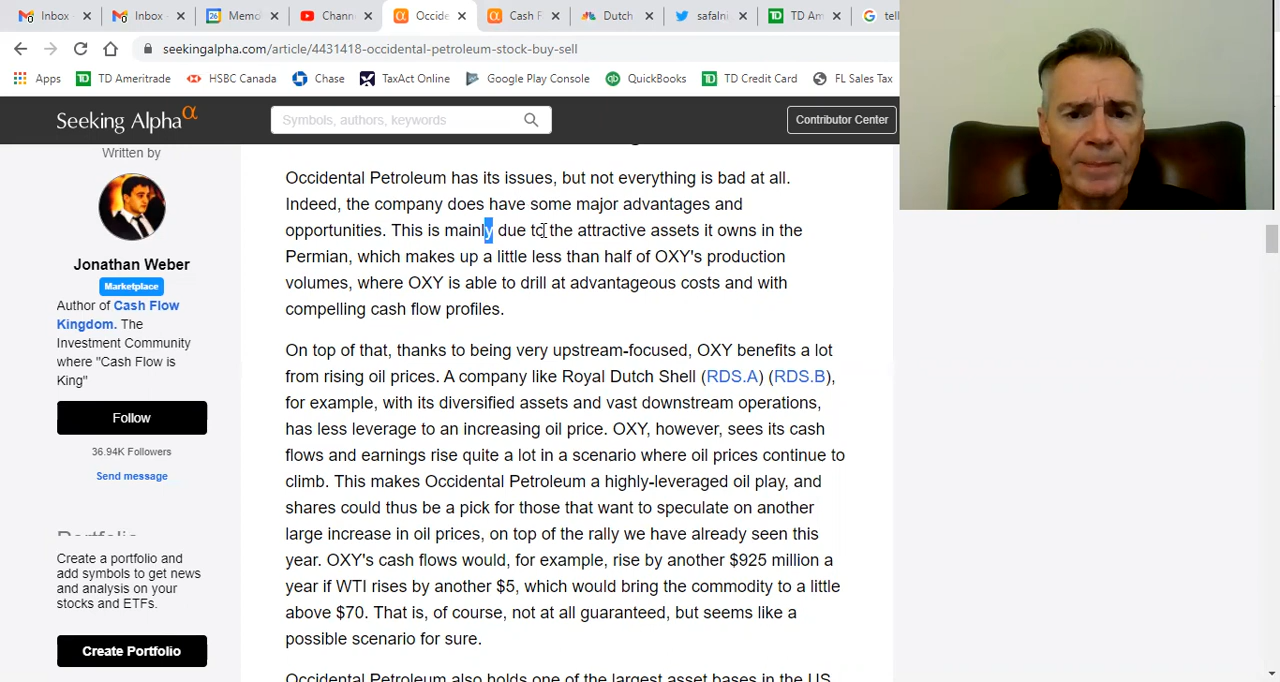 Inbox -
Inbox -
26
Memo
Chann
Occide
Cash F
Dutch
safalni
TD Am
tell
seekingalpha.com/article/4431418-occidental-petroleum-stock-buy-sell
Apps
TD Ameritrade
HSBC Canada
Chase
TaxAct Online
Google Play Console
QuickBooks
TD Credit Card
FL Sales Tax
Seeking Alpha α
Symbols, authors, keywords
Contributor Center
Written by
Jonathan Weber
Marketplace
Author of Cash Flow
Kingdom. The
Investment Community
where "Cash Flow is
King"
Follow
36.94K Followers
Send message
Portfolio
Create a portfolio and
add symbols to get news
and analysis on your
stocks and ETFs.
Create Portfolio
Occidental Petroleum has its issues, but not everything is bad at all.
Indeed, the company does have some major advantages and
opportunities. This is mainly due to the attractive assets it owns in the
Permian, which makes up a little less than half of OXY's production
volumes, where OXY is able to drill at advantageous costs and with
compelling cash flow profiles.
On top of that, thanks to being very upstream-focused, OXY benefits a lot
from rising oil prices. A company like Royal Dutch Shell (RDS.A) (RDS.B),
for example, with its diversified assets and vast downstream operations,
has less leverage to an increasing oil price. OXY, however, sees its cash
flows and earnings rise quite a lot in a scenario where oil prices continue to
climb. This makes Occidental Petroleum a highly-leveraged oil play, and
shares could thus be a pick for those that want to speculate on another
large increase in oil prices, on top of the rally we have already seen this
year. OXY's cash flows would, for example, rise by another $925 million a
year if WTI rises by another $5, which would bring the commodity to a little
above $70. That is, of course, not at all guaranteed, but seems like a
possible scenario for sure.
Occidental Petroleum also holds one of the largest asset bases in the US